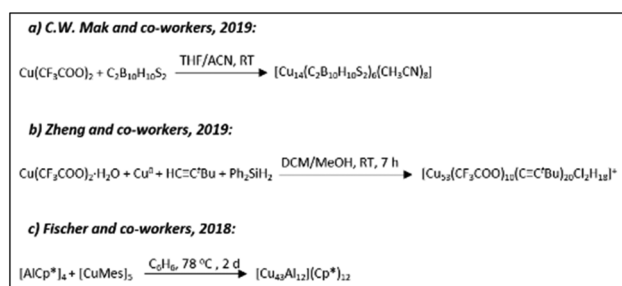 a) C.W. Mak and co-workers, 2019:
THF/ACN, RT
Cu(CF₃COO)₂ + C₂B₁₀H₁₀S₂ → [Cu₁₄(C₂B₁₀H₁₀S₂)₆(CH₃CN)₈]
b) Zheng and co-workers, 2019:
DCM/MeOH, RT, 7 h
Cu(CF₃COO)₂·H₂O + Cu⁰ + HC≡CᵗBu + Ph₂SiH₂ → [Cu₅₃(CF₃COO)₁₀(C≡CᵗBu)₂₀Cl₂H₁₈]⁺
c) Fischer and co-workers, 2018:
C₆H₆, 78 °C, 2 d
[AlCp*]₄ + [CuMes]₅ → [Cu₄₃Al₁₂](Cp*)₁₂